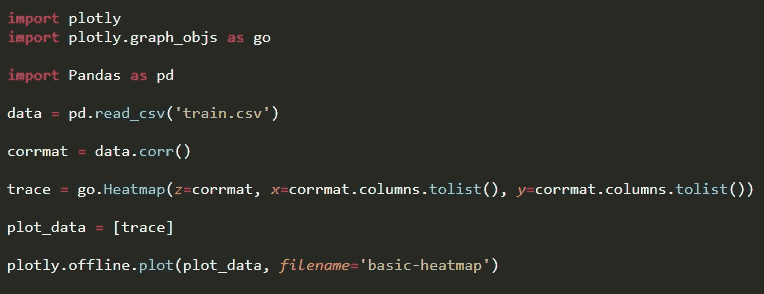 import plotly
import plotly.graph_objs as go
import Pandas as pd
data = pd.read_csv('train.csv')
corrmat = data.corr()
trace = go.Heatmap(z=corrmat, x=corrmat.columns.tolist(), y=corrmat.columns.tolist())
plot_data = [trace]
plotly.offline.plot(plot_data, filename='basic-heatmap')